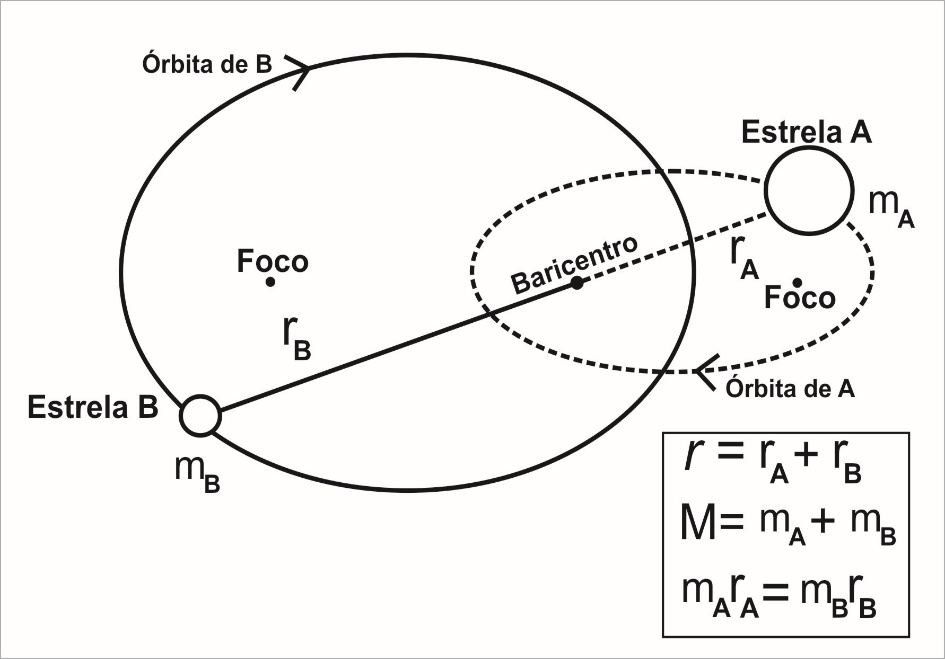 Órbita de B
Estrela A
m_A
Baricentro
r_A
Foco
Foco
r_B
Órbita de A
Estrela B
m_B
r = r_A + r_B
M= m_A + m_B
m_A r_A = m_B r_B